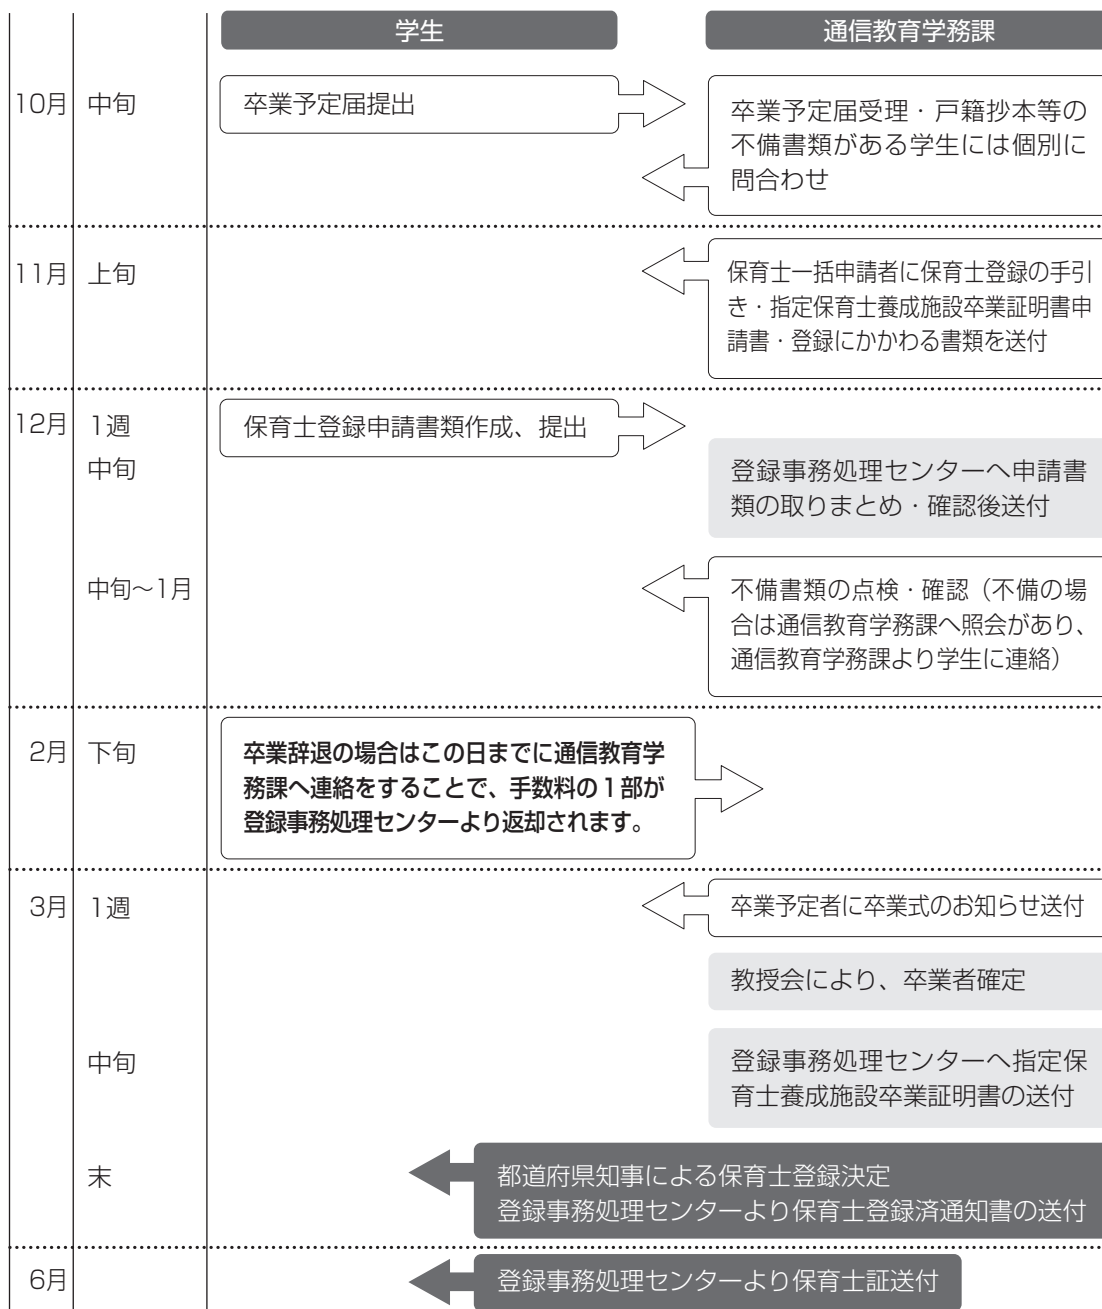 学生
通信教育学務課
10月
中旬
卒業予定届提出
卒業予定届受理・戸籍抄本等の
不備書類がある学生には個別に
問合わせ
11月
上旬
保育士一括申請者に保育士登録の手引
き・指定保育士養成施設卒業証明書申
請書・登録にかかわる書類を送付
12月
1週
保育士登録申請書類作成、提出
中旬
登録事務処理センターへ申請書
類の取りまとめ・確認後送付
中旬～1月
不備書類の点検・確認（不備の場
合は通信教育学務課へ照会があり、
通信教育学務課より学生に連絡）
2月
下旬
卒業辞退の場合はこの日までに通信教育学
務課へ連絡をすることで、手数料の１部が
登録事務処理センターより返却されます。
3月
1週
卒業予定者に卒業式のお知らせ送付
教授会により、卒業者確定
中旬
登録事務処理センターへ指定保
育士養成施設卒業証明書の送付
末
都道府県知事による保育士登録決定
登録事務処理センターより保育士登録済通知書の送付
6月
登録事務処理センターより保育士証送付